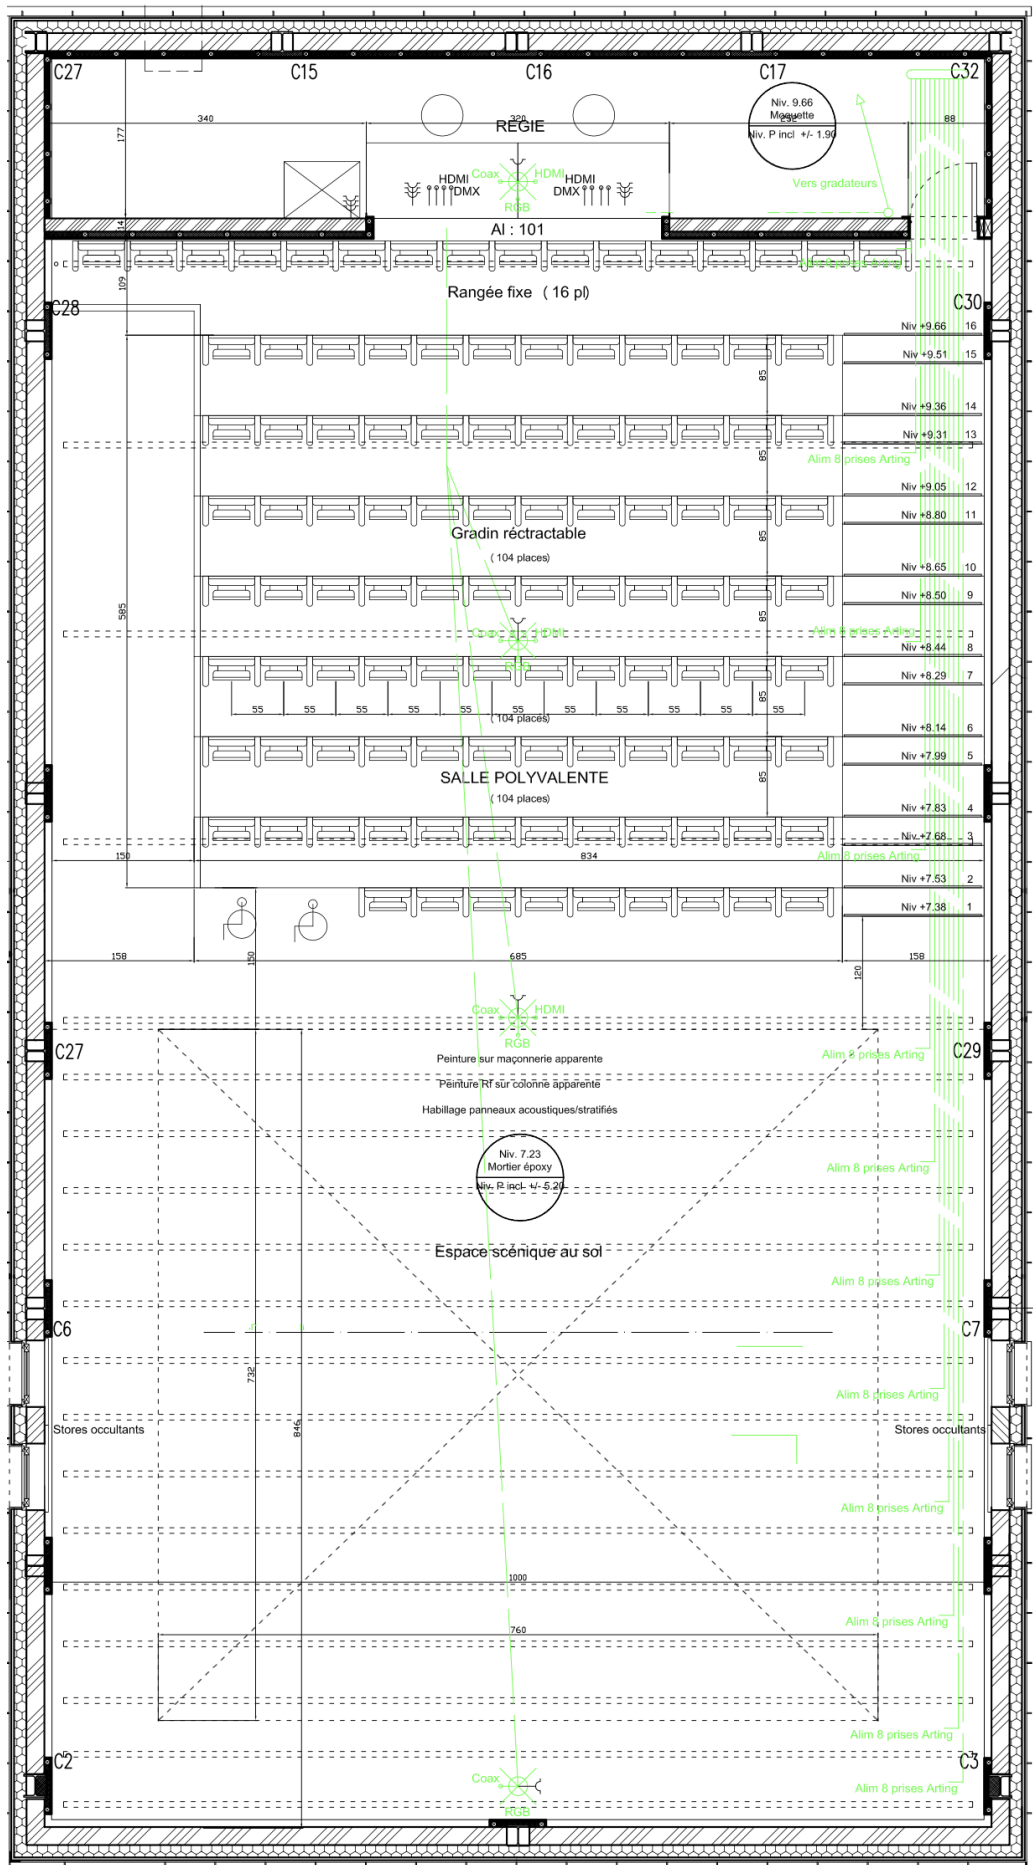 C27
C15
C16
C17
C32
Niv. 9.66
Moquette
Niv. P incl +/- 1.90
340
320
88
177
REGIE
Coax
HDMI
HDMI
DMX
HDMI
DMX
RGB
Vers gradateurs
14
AI : 101
Alim 8 prises Arting
109
Rangée fixe ( 16 pl)
C28
C30
Niv +9.66 16
Niv +9.51 15
85
Niv +9.36 14
Niv +9.31 13
85
Alim 8 prises Arting
Niv +9.05 12
Niv +8.80 11
Gradin réctractable
85
( 104 places)
Niv +8.65 10
Niv +8.50 9
585
85
Coax
HDMI
RGB
Alim 8 prises Arting
Niv +8.44 8
Niv +8.29 7
85
55 55 55 55 55 55 55 55 55 55 55
( 104 places)
Niv +8.14 6
Niv +7.99 5
SALLE POLYVALENTE
85
( 104 places)
Niv +7.83 4
Niv +7.68 3
Alim 8 prises Arting
150
834
Niv +7.53 2
Niv +7.38 1
158
150
685
120
158
Coax
HDMI
RGB
C27
C29
Alim 8 prises Arting
Peinture sur maçonnerie apparente
Peinture Rf sur colonne apparente
Habillage panneaux acoustiques/stratifiés
Niv. 7.23
Mortier époxy
Niv. P incl +/- 5.20
Alim 8 prises Arting
Espace scénique au sol
Alim 8 prises Arting
C6
C7
732
846
Alim 8 prises Arting
Stores occultants
Stores occultants
Alim 8 prises Arting
1000
Alim 8 prises Arting
760
Alim 8 prises Arting
C2
C3
Coax
RGB
Alim 8 prises Arting